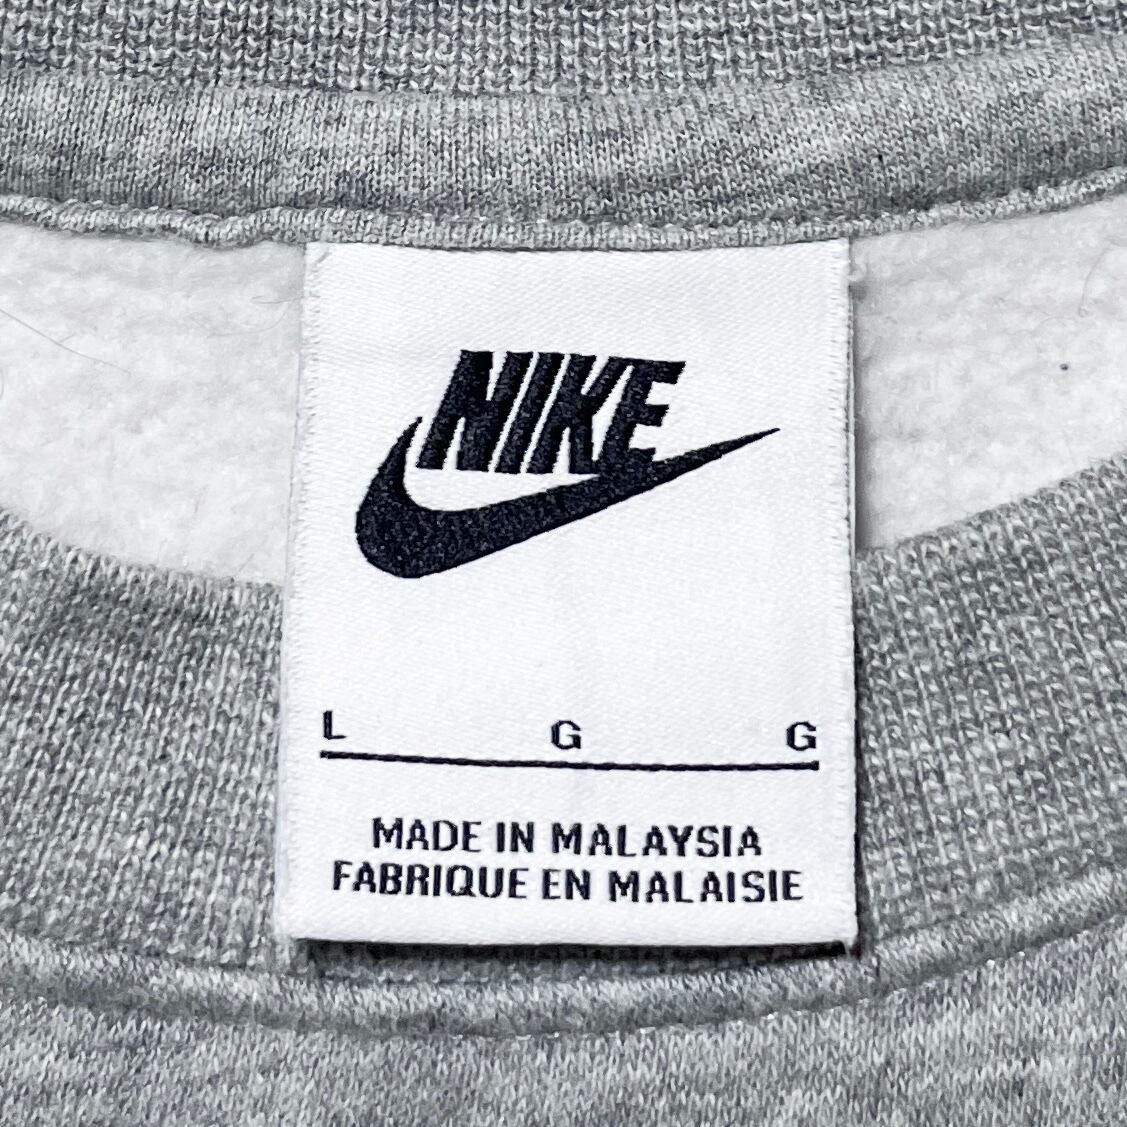 NIKE
L G G
MADE IN MALAYSIA
FABRIQUE EN MALAISIE